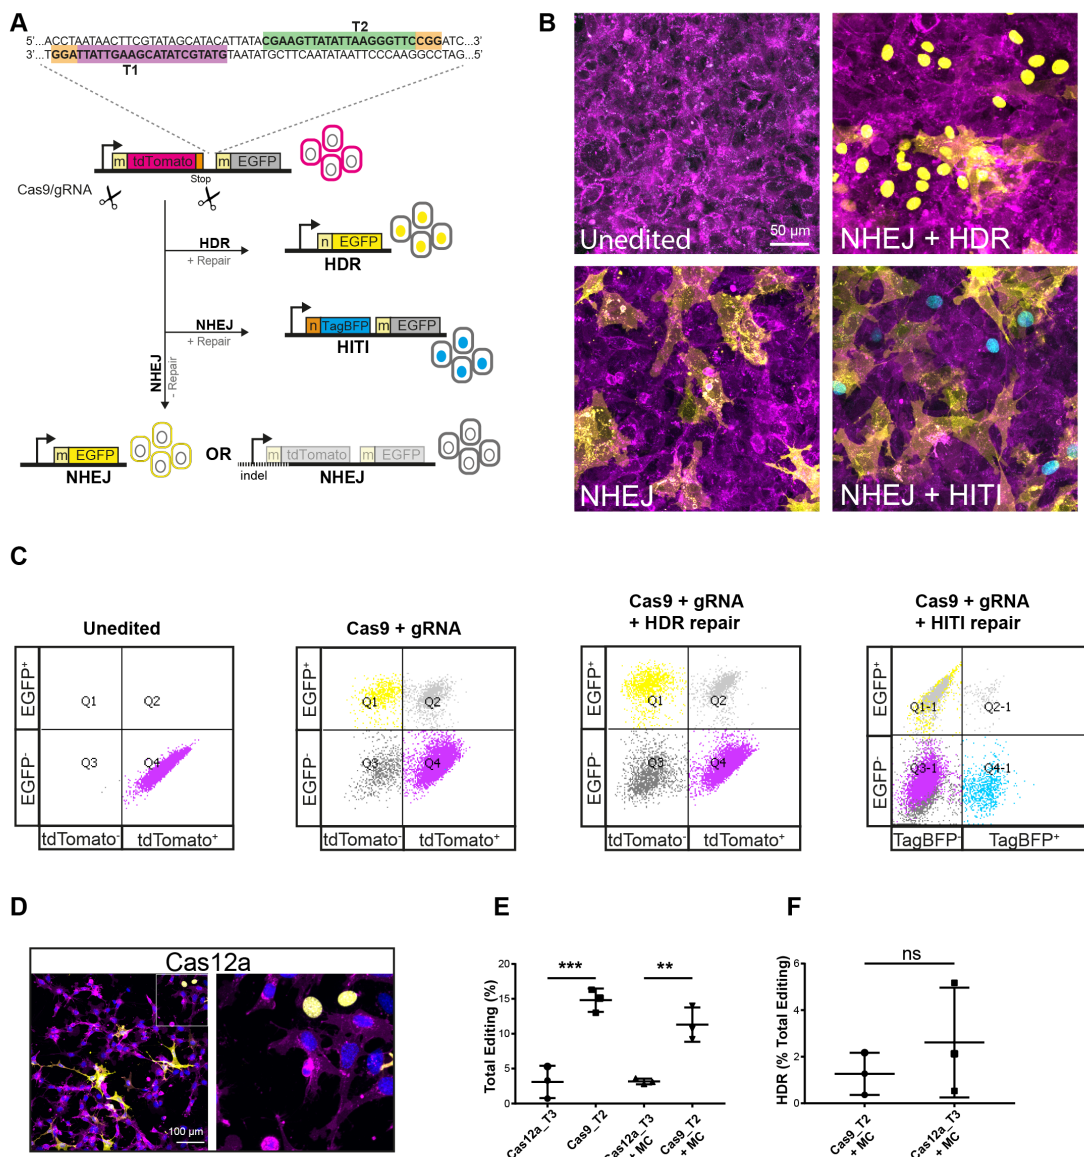 A
T2
5'...ACCTAATAACTTCGTATAGCATACATTATACGAAGTTATATTAAGGGTTCCGGATC...3'
3'...TGGATTATTGAAGCATATCGTATGTAATATGCTTCAATATAATTCCCAAGGCCTAG...5'
T1
m tdTomato m EGFP
Stop
Cas9/gRNA
HDR
+ Repair
n EGFP
HDR
NHEJ
+ Repair
n TagBFP m EGFP
HITI
NHEJ
- Repair
m EGFP
NHEJ
OR
m tdTomato m EGFP
indel
NHEJ
B
Unedited
50 µm
NHEJ + HDR
NHEJ
NHEJ + HITI
C
Unedited
EGFP+
EGFP-
Q1 Q2
Q3 Q4
tdTomato- tdTomato+
Cas9 + gRNA
EGFP+
EGFP-
Q1 Q2
Q3 Q4
tdTomato- tdTomato+
Cas9 + gRNA
+ HDR repair
EGFP+
EGFP-
Q1 Q2
Q3 Q4
tdTomato- tdTomato+
Cas9 + gRNA
+ HITI repair
EGFP+
EGFP-
Q1-1 Q2-1
Q3-1 Q4-1
TagBFP- TagBFP+
D
Cas12a
100 µm
E
Total Editing (%)
20
15
10
5
0
***
**
Cas12a_T3
Cas9_T2
Cas12a_T3
+ MC
Cas9_T2
+ MC
F
HDR (% Total Editing)
6
4
2
0
ns
Cas9_T2
+ MC
Cas12a_T3
+ MC